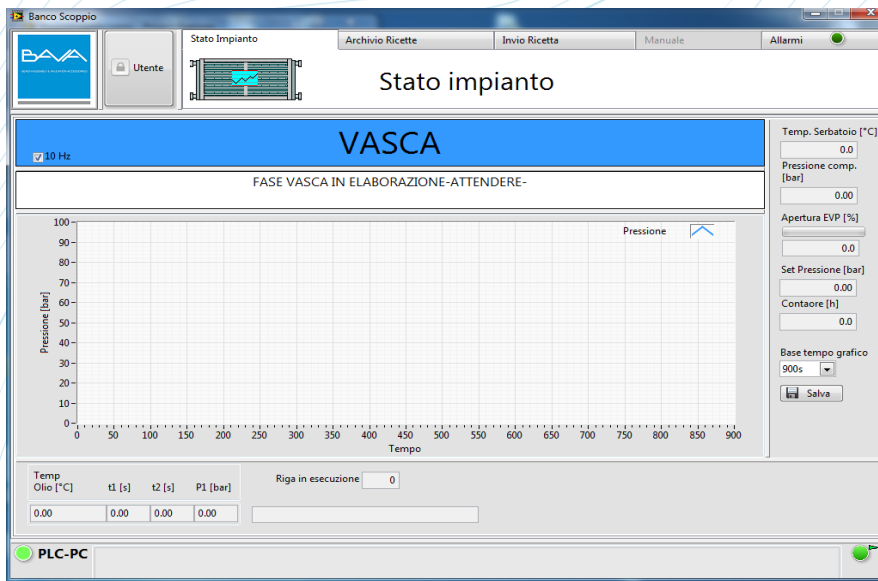 Banco Scoppio
BAVA
Utente
Stato Impianto
Archivio Ricette
Invio Ricetta
Manuale
Allarmi
Stato impianto
VASCA
10 Hz
FASE VASCA IN ELABORAZIONE-ATTENDERE-
Temp. Serbatoio [°C]
0.0
Pressione comp.
[bar]
0.00
Apertura EVP [%]
0.0
Set Pressione [bar]
0.00
Contaore [h]
0.0
Base tempo grafico
900s
Salva
Pressione
Pressione [bar]
100
90
80
70
60
50
40
30
20
10
0
0 50 100 150 200 250 300 350 400 450 500 550 600 650 700 750 800 850 900
Tempo
Temp
Olio [°C] t1 [s] t2 [s] P1 [bar]
0.00 0.00 0.00 0.00
Riga in esecuzione 0
PLC-PC